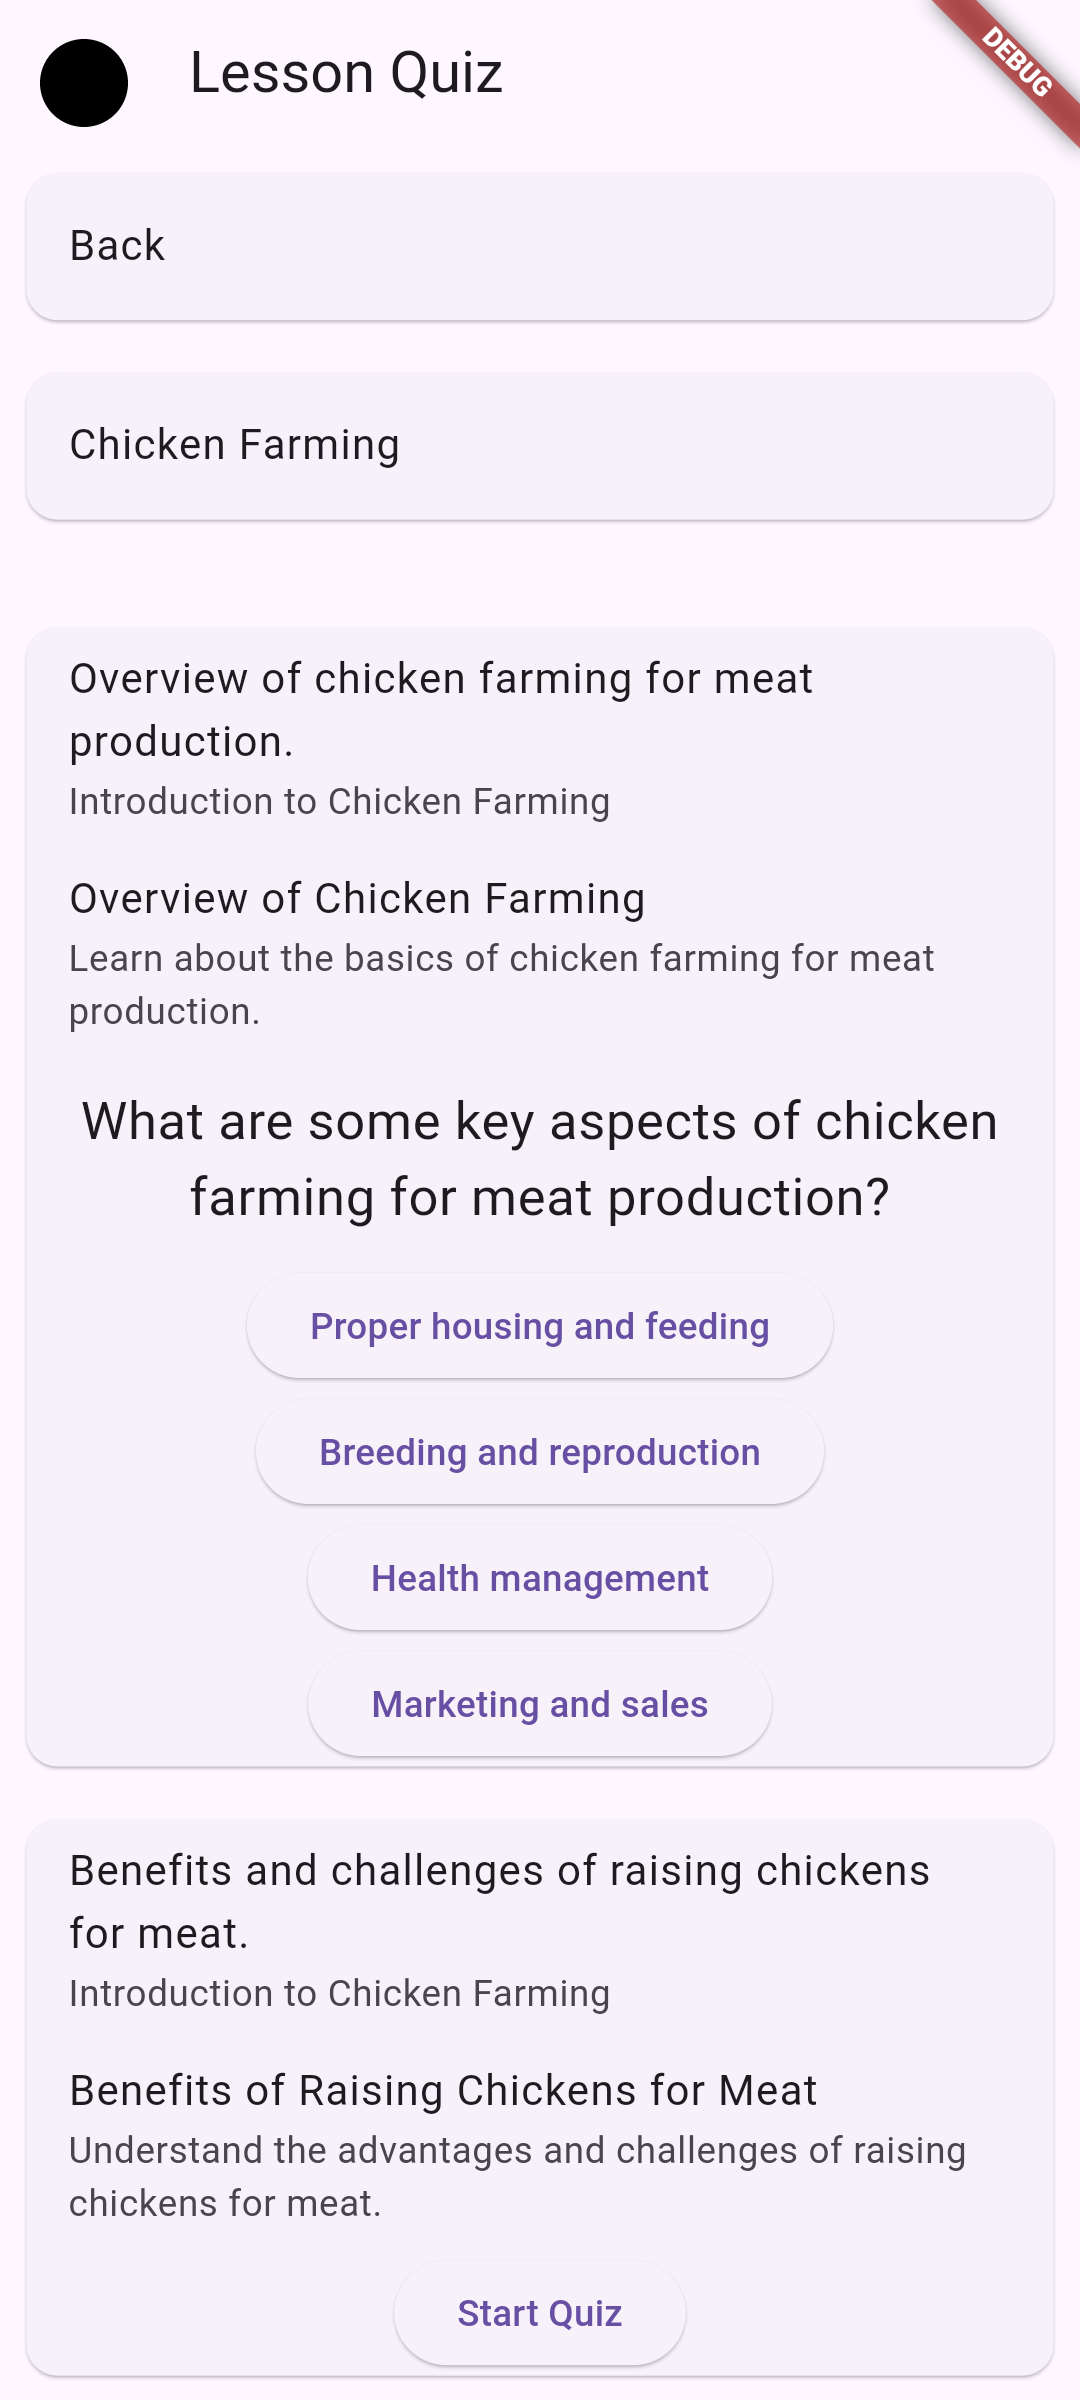 Lesson Quiz
DEBUG
Back
Chicken Farming
Overview of chicken farming for meat
production.
Introduction to Chicken Farming
Overview of Chicken Farming
Learn about the basics of chicken farming for meat
production.
What are some key aspects of chicken
farming for meat production?
Proper housing and feeding
Breeding and reproduction
Health management
Marketing and sales
Benefits and challenges of raising chickens
for meat.
Introduction to Chicken Farming
Benefits of Raising Chickens for Meat
Understand the advantages and challenges of raising
chickens for meat.
Start Quiz